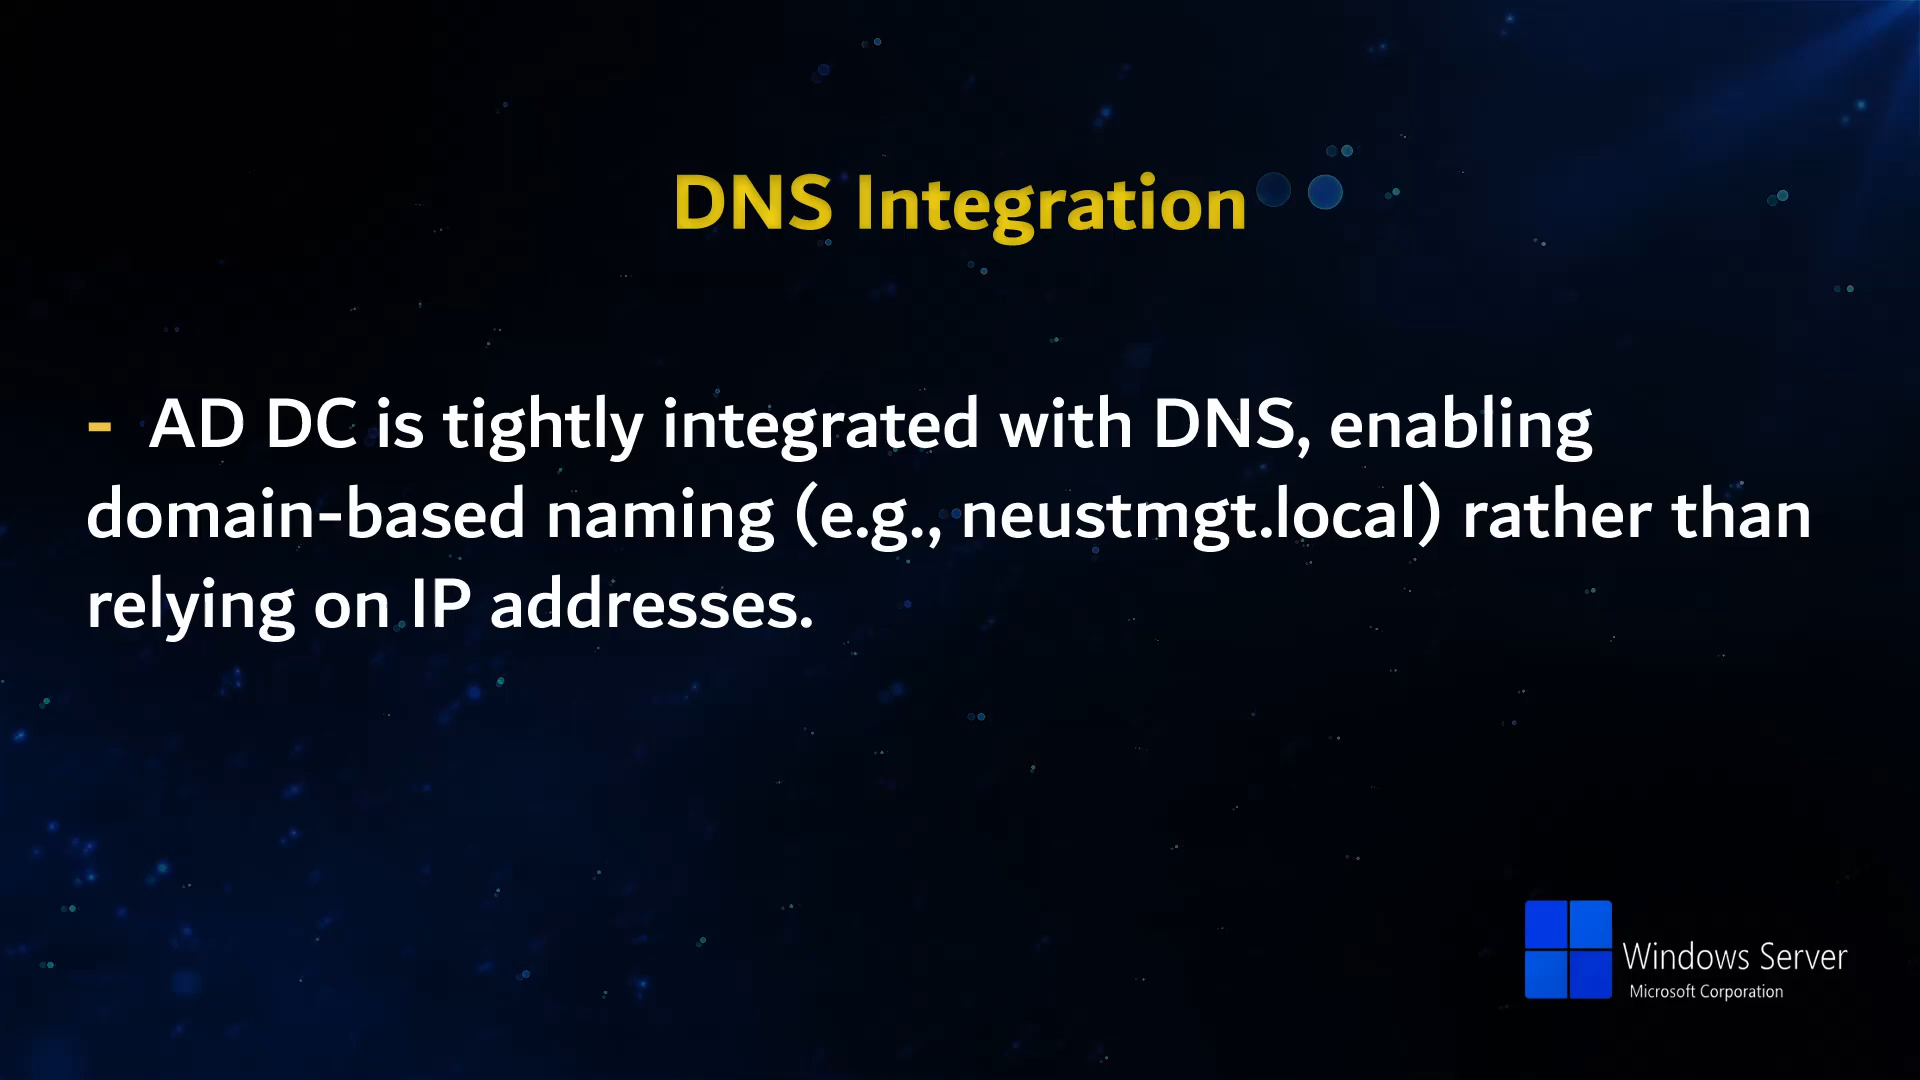 DNS Integration
- AD DC is tightly integrated with DNS, enabling
domain-based naming (e.g., neustmgt.local) rather than
relying on IP addresses.
Windows Server
Microsoft Corporation